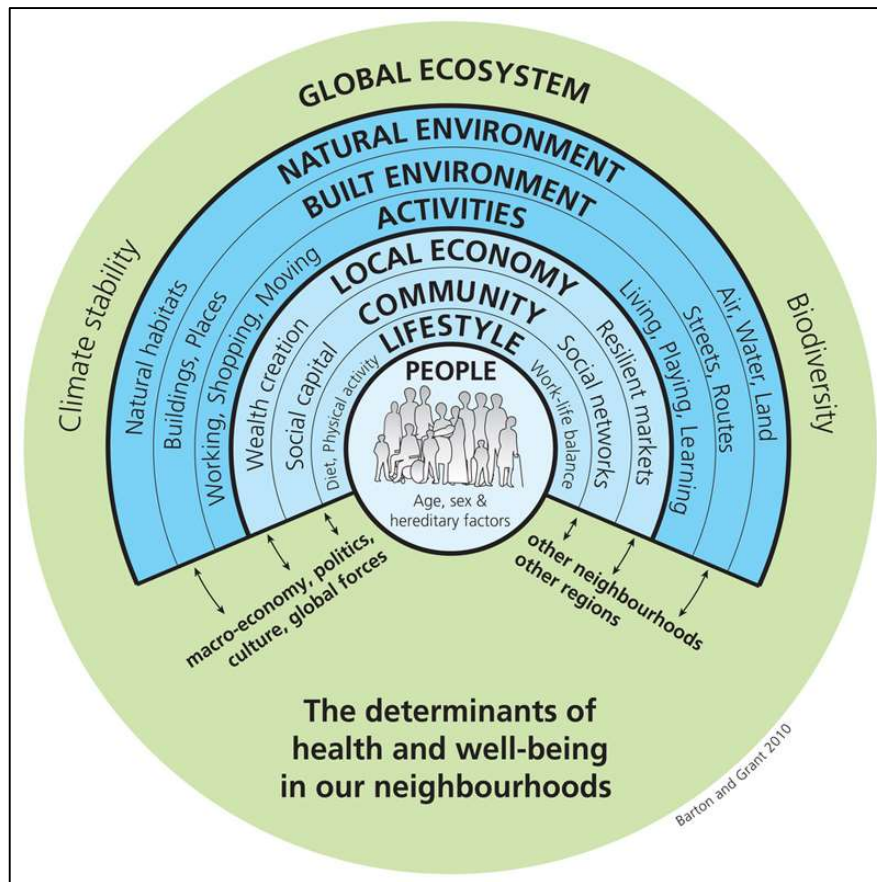 GLOBAL ECOSYSTEM
NATURAL ENVIRONMENT
BUILT ENVIRONMENT
ACTIVITIES
LOCAL ECONOMY
COMMUNITY
LIFESTYLE
PEOPLE
Age, sex &
hereditary factors
Climate stability
Natural habitats
Buildings, Places
Working, Shopping, Moving
Wealth creation
Social capital
Diet, Physical activity
Work-life balance
Social networks
Resilient markets
Living, Playing, Learning
Streets, Routes
Air, Water, Land
Biodiversity
macro-economy, politics,
culture, global forces
other neighbourhoods
other regions
The determinants of
health and well-being
in our neighbourhoods
Barton and Grant 2010